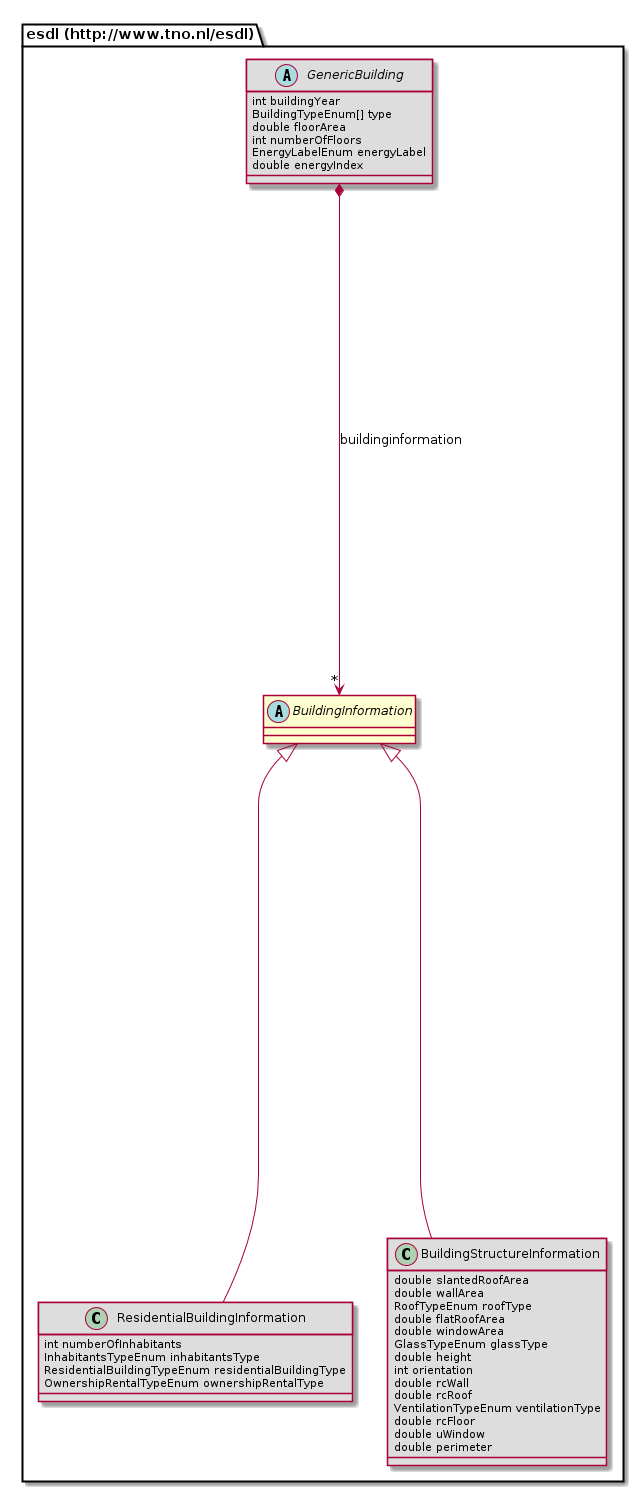 esdl (http://www.tno.nl/esdl)
A GenericBuilding
int buildingYear
BuildingTypeEnum[] type
double floorArea
int numberOfFloors
EnergyLabelEnum energyLabel
double energyIndex
buildinginformation
*
A BuildingInformation
C BuildingStructureInformation
double slantedRoofArea
double wallArea
RoofTypeEnum roofType
double flatRoofArea
double windowArea
GlassTypeEnum glassType
double height
int orientation
double rcWall
double rcRoof
VentilationTypeEnum ventilationType
double rcFloor
double uWindow
double perimeter
C ResidentialBuildingInformation
int numberOfInhabitants
InhabitantsTypeEnum inhabitantsType
ResidentialBuildingTypeEnum residentialBuildingType
OwnershipRentalTypeEnum ownershipRentalType